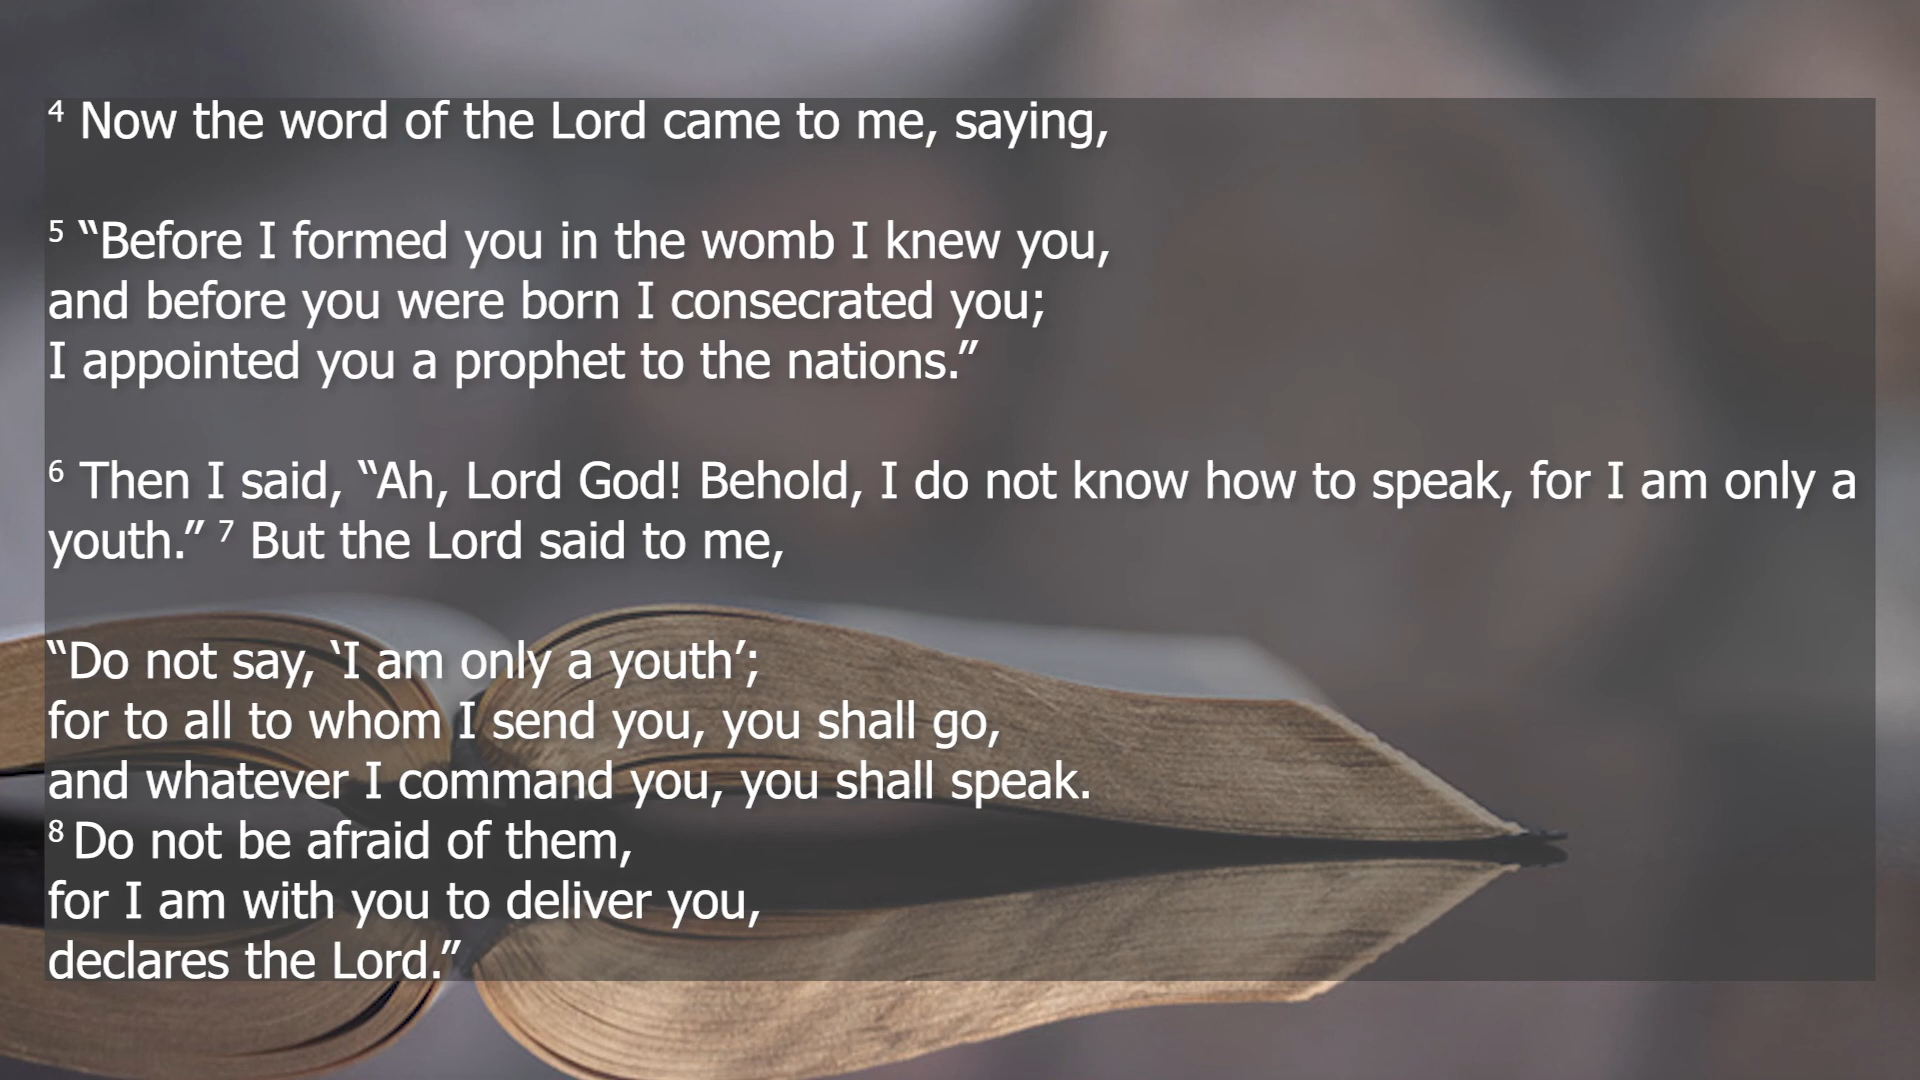 4 Now the word of the Lord came to me, saying,
5 “Before I formed you in the womb I knew you,
and before you were born I consecrated you;
I appointed you a prophet to the nations.”
6 Then I said, “Ah, Lord God! Behold, I do not know how to speak, for I am only a
youth.” 7 But the Lord said to me,
“Do not say, ‘I am only a youth’;
for to all to whom I send you, you shall go,
and whatever I command you, you shall speak.
8 Do not be afraid of them,
for I am with you to deliver you,
declares the Lord.”